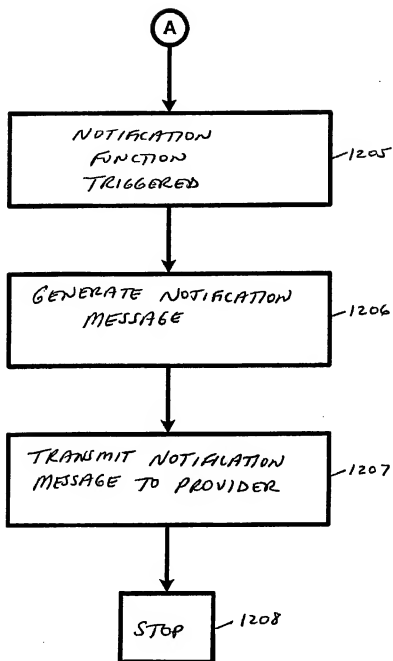 A
NOTIFICATION
FUNCTION
TRIGGERED
1205
GENERATE NOTIFICATION
MESSAGE
1206
TRANSMIT NOTIFICATION
MESSAGE TO PROVIDER
1207
STOP
1208